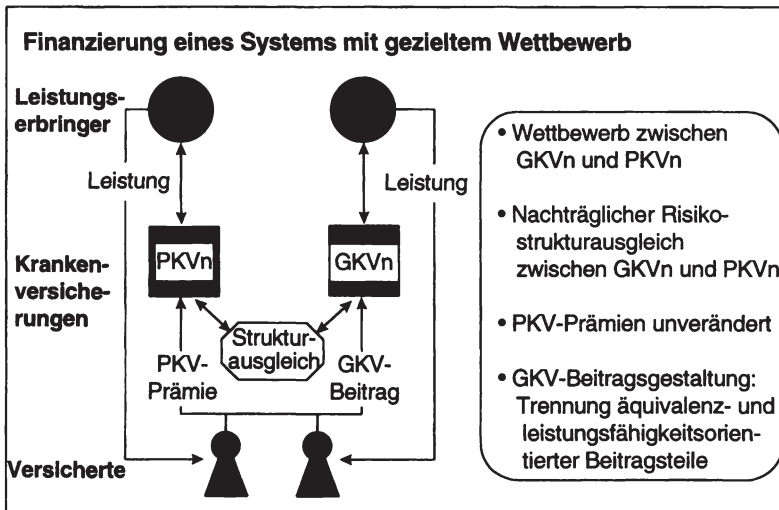 Finanzierung eines Systems mit gezieltem Wettbewerb
Leistungs-
erbringer
Leistung
Leistung
Kranken-
versiche-
rungen
PKVn
GKVn
Struktur-
ausgleich
PKV-
Prämie
GKV-
Beitrag
Versicherte
• Wettbewerb zwischen
GKVn und PKVn
• Nachträglicher Risiko-
strukturausgleich
zwischen GKVn und PKVn
• PKV-Prämien unverändert
• GKV-Beitragsgestaltung:
Trennung äquivalenz- und
leistungsfähigkeitsorien-
tierter Beitragsteile